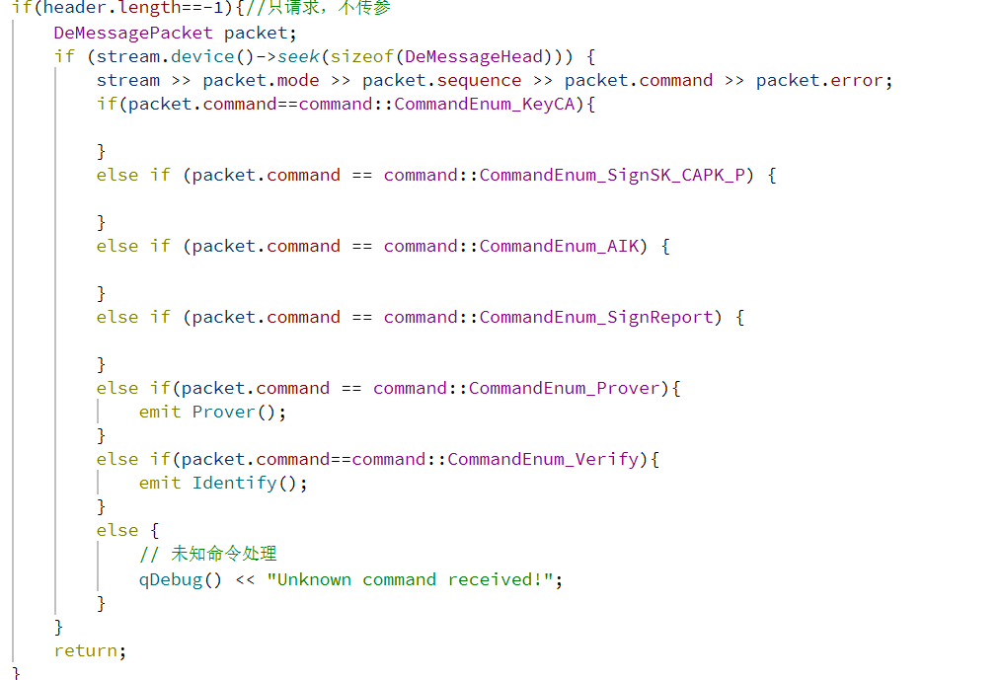 if(header.length==-1){//只请求，不传参
DeMessagePacket packet;
if (stream.device()->seek(sizeof(DeMessageHead))) {
stream >> packet.mode >> packet.sequence >> packet.command >> packet.error;
if(packet.command==command::CommandEnum_KeyCA){
}
else if (packet.command == command::CommandEnum_SignSK_CAPK_P) {
}
else if (packet.command == command::CommandEnum_AIK) {
}
else if (packet.command == command::CommandEnum_SignReport) {
}
else if(packet.command == command::CommandEnum_Prover){
emit Prover();
}
else if(packet.command==command::CommandEnum_Verify){
emit Identify();
}
else {
// 未知命令处理
qDebug() << "Unknown command received!";
}
}
return;
}